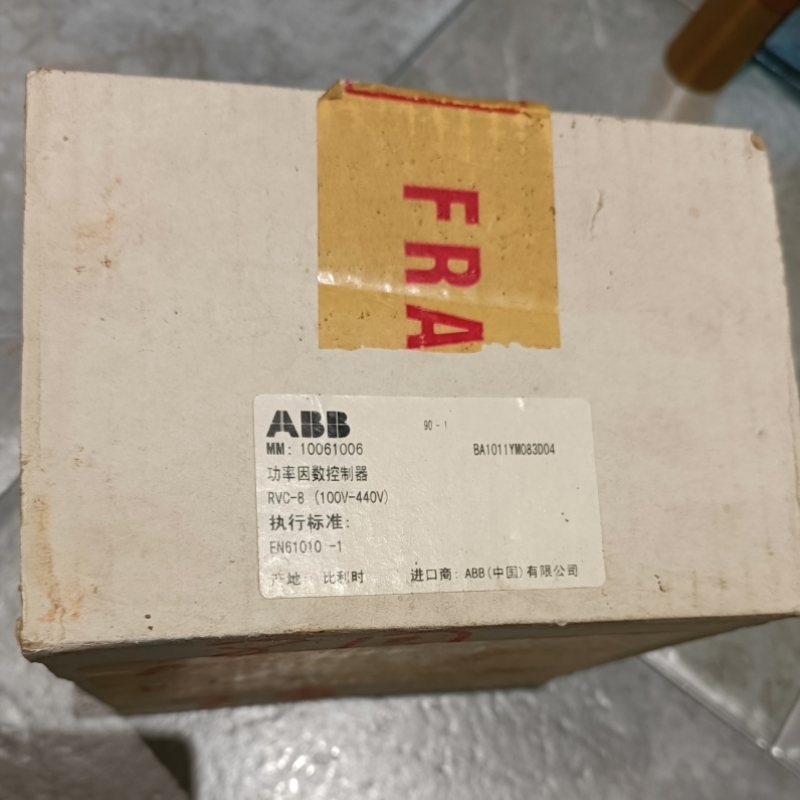 FRA
ABB
90-1
MM: 10061006
BA1011YM083D04
功率因数控制器
RVC-8 (100V-440V)
执行标准:
EN61010 -1
产地: 比利时 进口商: ABB(中国)有限公司